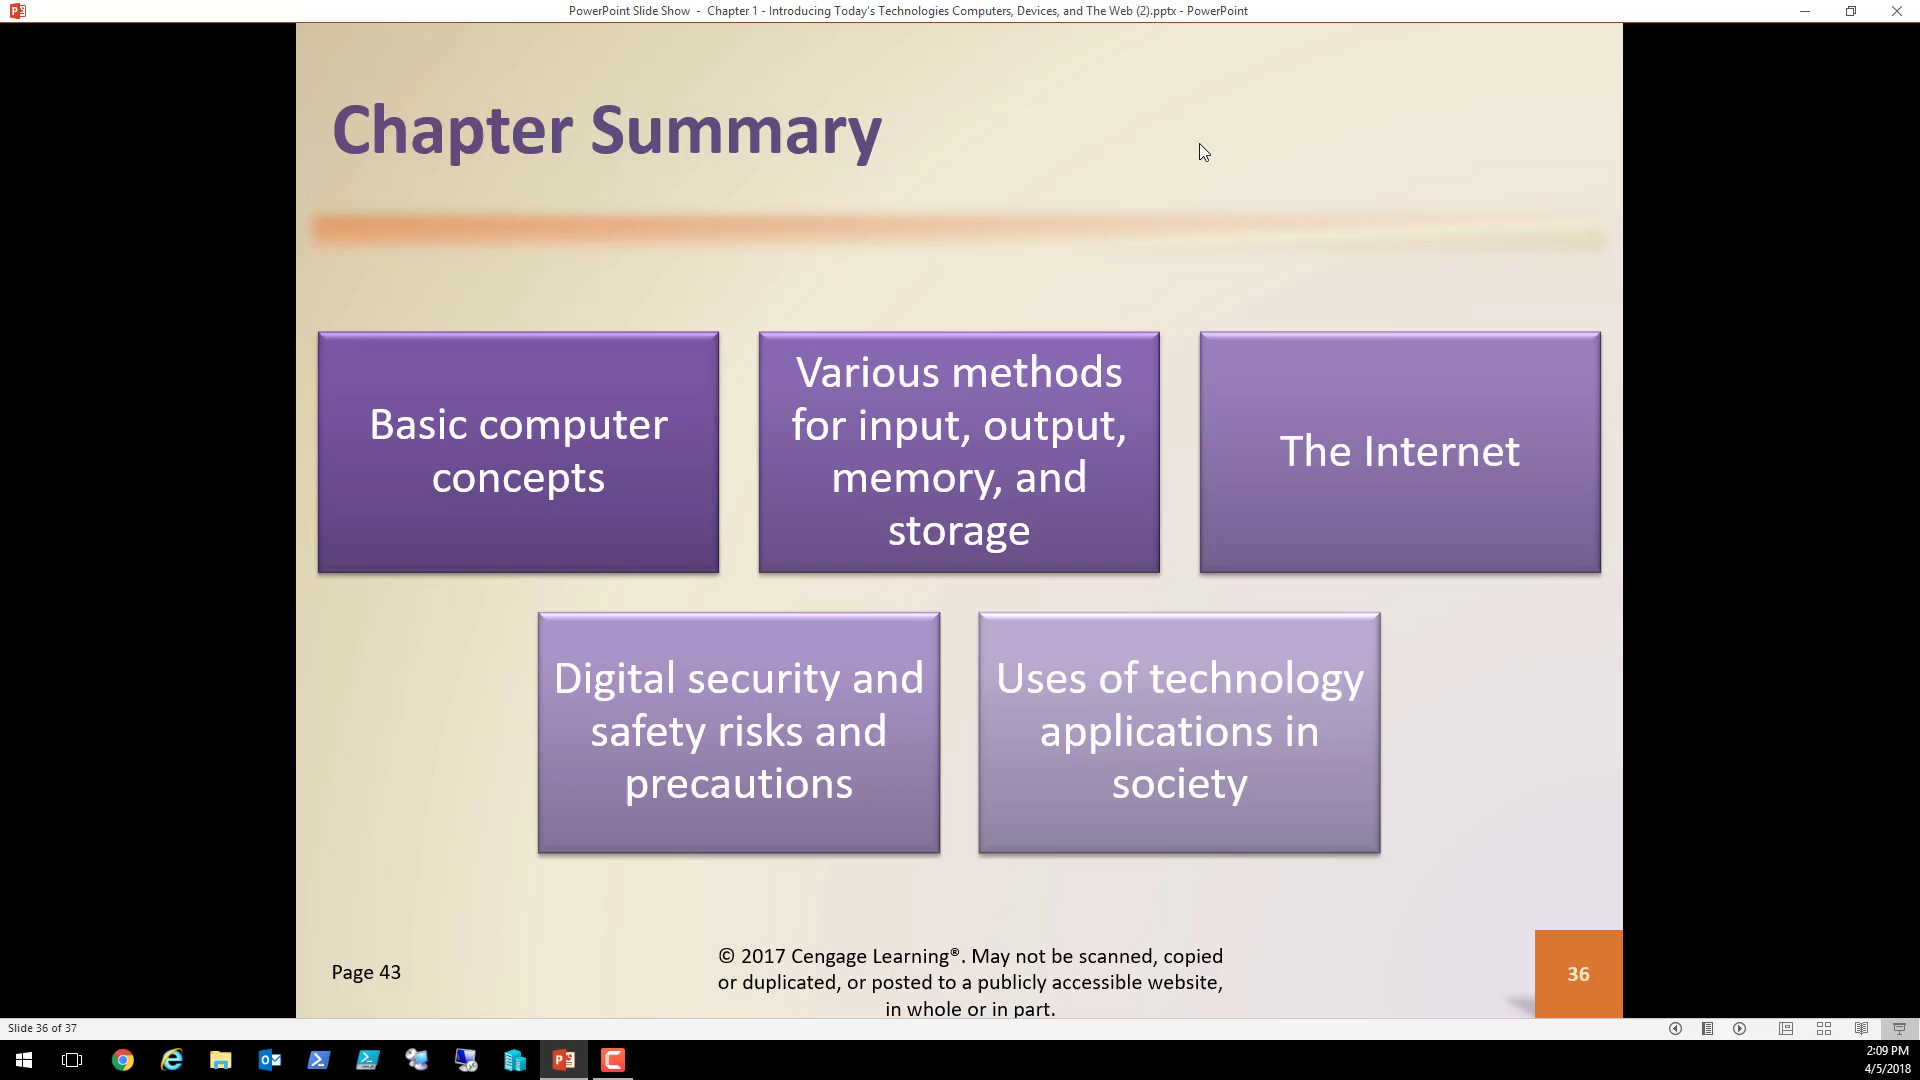 PowerPoint Slide Show - Chapter 1 - Introducing Today's Technologies Computers, Devices, and The Web (2).pptx - PowerPoint
Chapter Summary
Basic computer
concepts
Various methods
for input, output,
memory, and
storage
The Internet
Digital security and
safety risks and
precautions
Uses of technology
applications in
society
Page 43
© 2017 Cengage Learning®. May not be scanned, copied
or duplicated, or posted to a publicly accessible website,
in whole or in part.
36
Slide 36 of 37
2:09 PM
4/5/2018